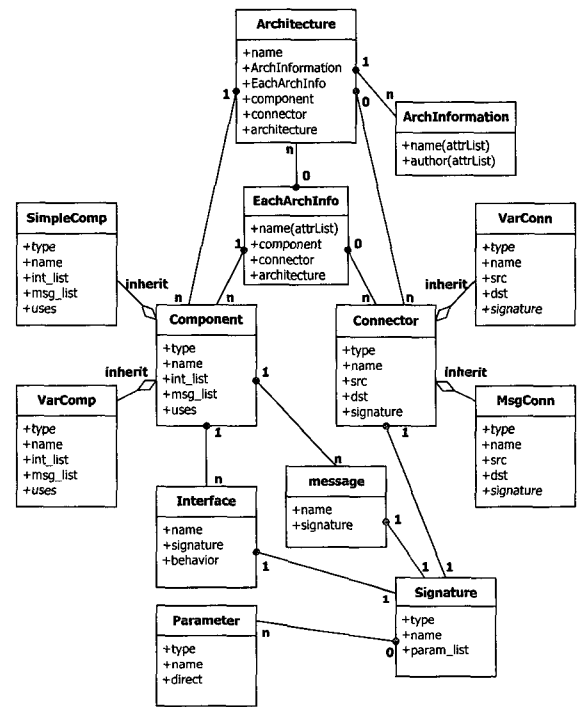 Architecture
+name
+ArchInformation
+EachArchInfo
+component
+connector
+architecture
1
1
0
n
n
ArchInformation
+name(attrList)
+author(attrList)
0
EachArchInfo
+name(attrList)
+component
+connector
+architecture
1
0
SimpleComp
+type
+name
+int_list
+msg_list
+uses
VarConn
+type
+name
+src
+dst
+signature
inherit
inherit
n
n
n
n
Component
+type
+name
+int_list
+msg_list
+uses
Connector
+type
+name
+src
+dst
+signature
inherit
inherit
1
VarComp
+type
+name
+int_list
+msg_list
+uses
MsgConn
+type
+name
+src
+dst
+signature
1
1
n
n
message
+name
+signature
Interface
+name
+signature
+behavior
1
1
1
1
1
Signature
+type
+name
+param_list
Parameter
+type
+name
+direct
n
0